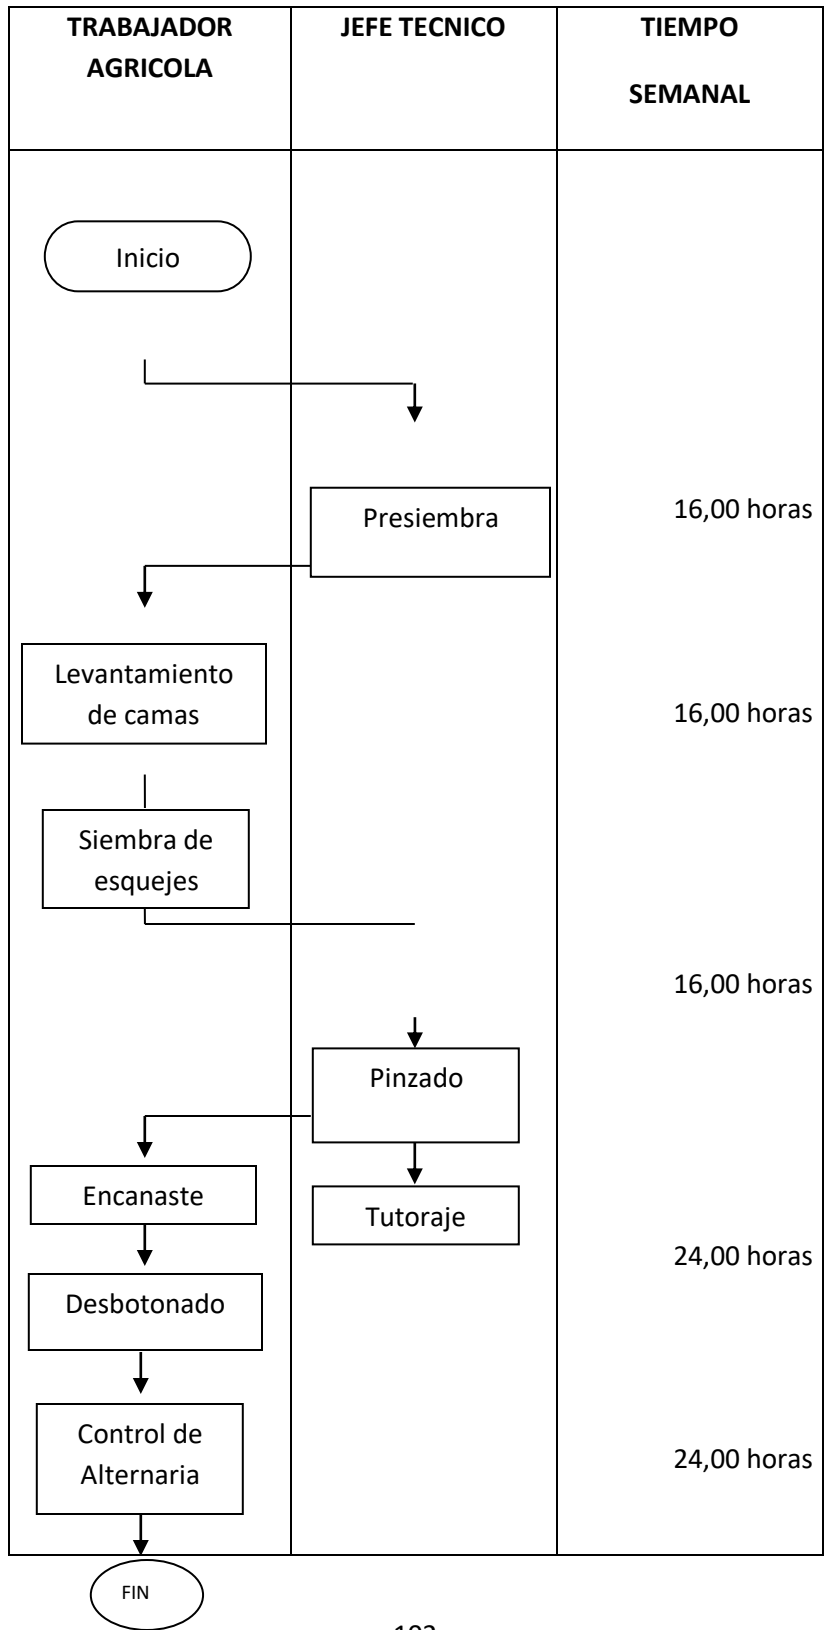 TRABAJADOR
AGRICOLA
JEFE TECNICO
TIEMPO
SEMANAL
Inicio
Presiembra
16,00 horas
Levantamiento
de camas
16,00 horas
Siembra de
esquejes
16,00 horas
Pinzado
Encanaste
Tutoraje
24,00 horas
Desbotonado
Control de
Alternaria
24,00 horas
FIN